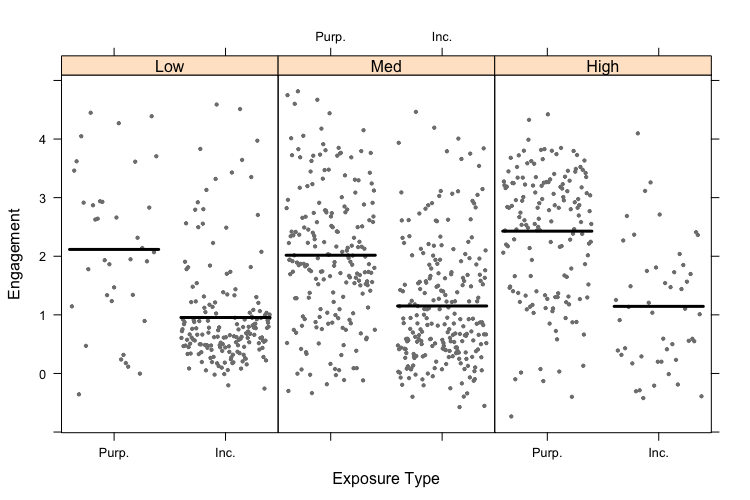 Purp. Inc.
Low Med High
Engagement
4
3
2
1
0
Purp. Inc. Purp. Inc.
Exposure Type